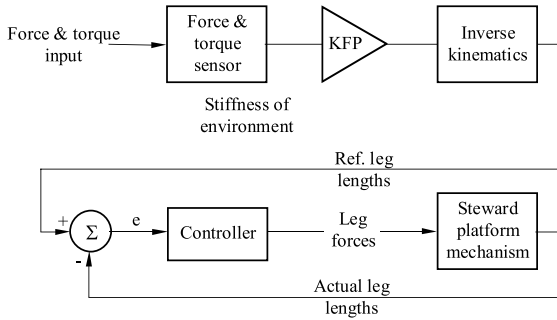 Force & torque
input
Force &
torque
sensor
KFP
Inverse
kinematics
Stiffness of
environment
Ref. leg
lengths
+
Σ
-
e
Controller
Leg
forces
Steward
platform
mechanism
Actual leg
lengths